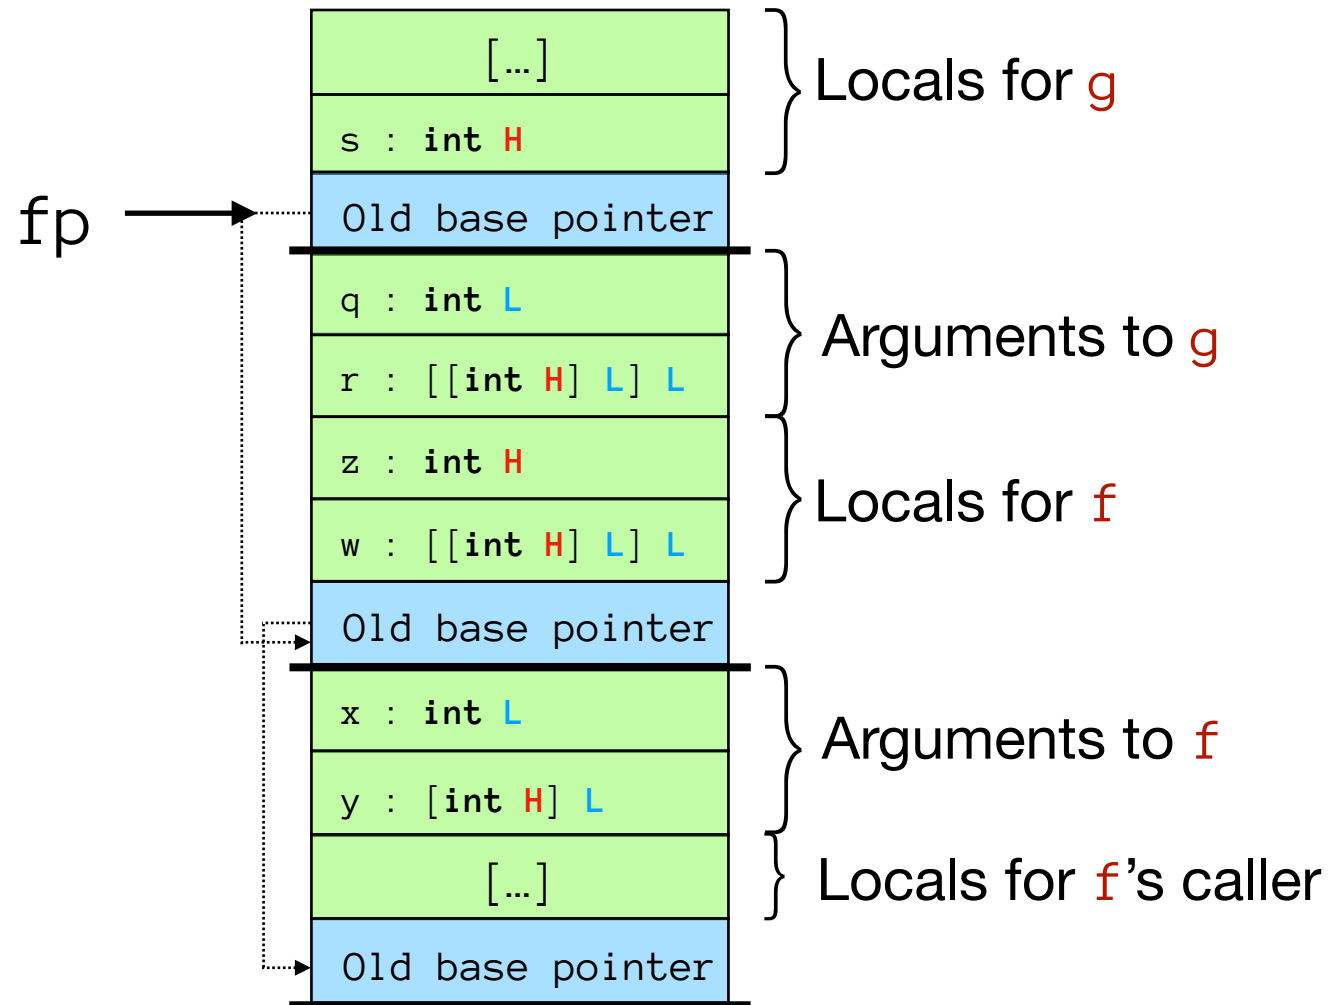 […]
Locals for g
s : int H
fp
Old base pointer
q : int L
Arguments to g
r : [[int H] L] L
z : int H
Locals for f
w : [[int H] L] L
Old base pointer
x : int L
Arguments to f
y : [int H] L
[…]
Locals for f’s caller
Old base pointer